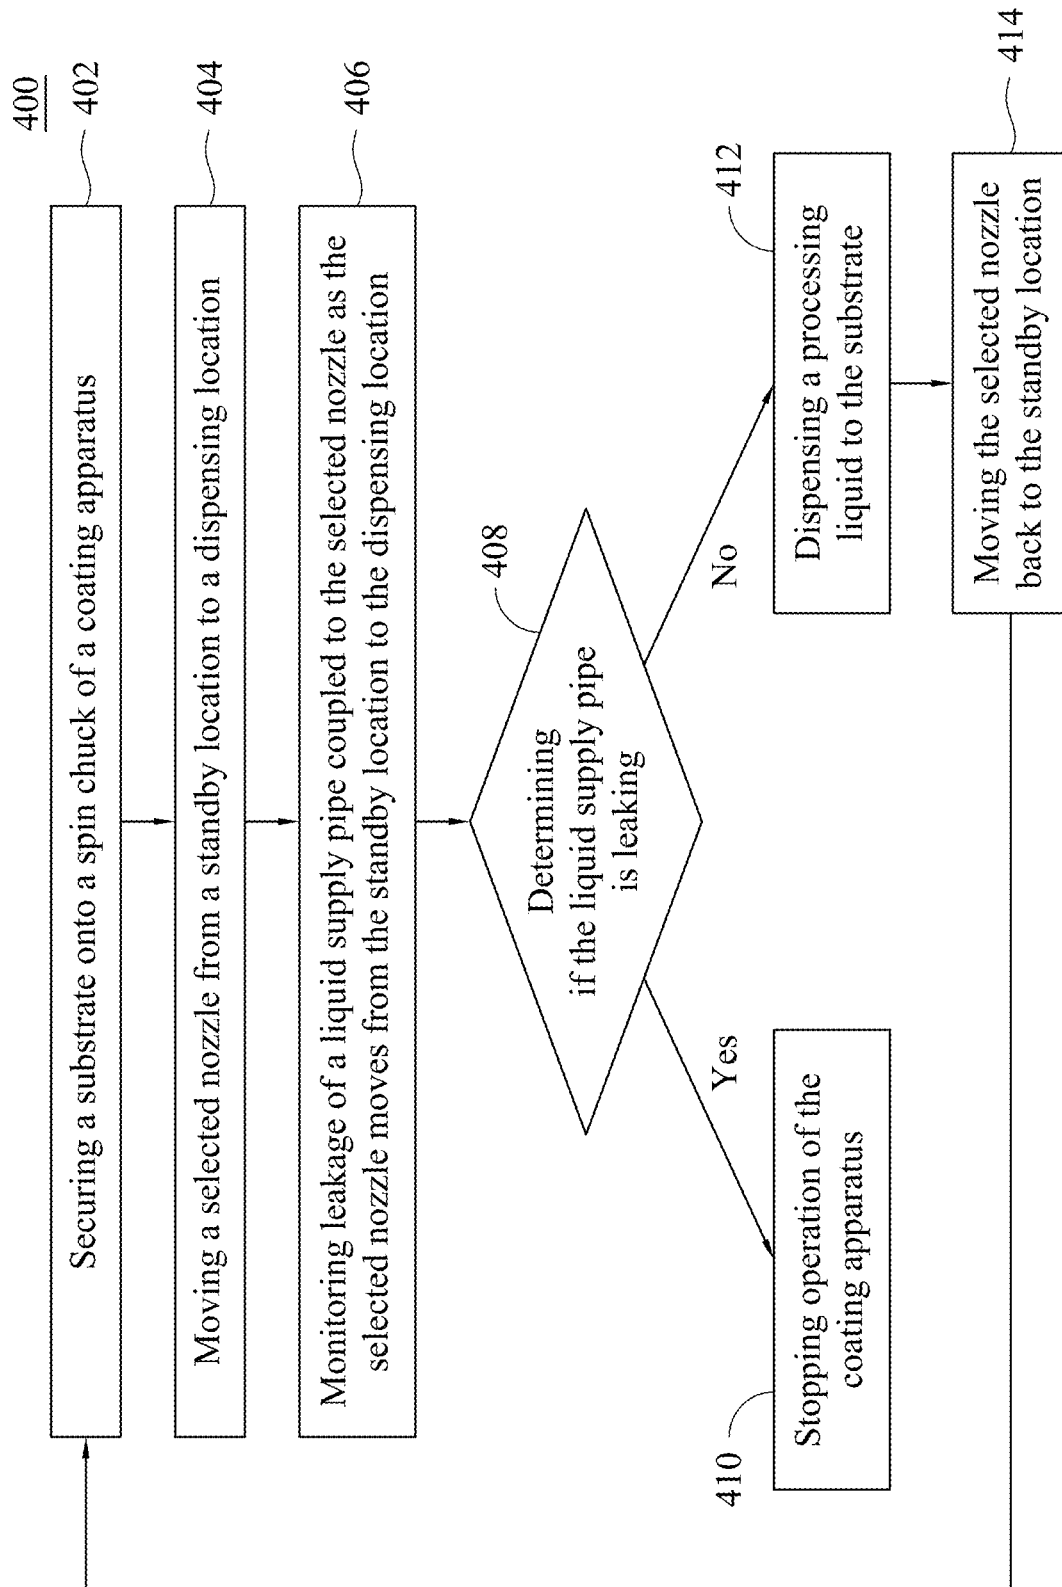 400
402
Securing a substrate onto a spin chuck of a coating apparatus
404
Moving a selected nozzle from a standby location to a dispensing location
406
Monitoring leakage of a liquid supply pipe coupled to the selected nozzle as the
selected nozzle moves from the standby location to the dispensing location
408
Determining
if the liquid supply pipe
is leaking
Yes
No
410
Stopping operation of the
coating apparatus
412
Dispensing a processing
liquid to the substrate
414
Moving the selected nozzle
back to the standby location